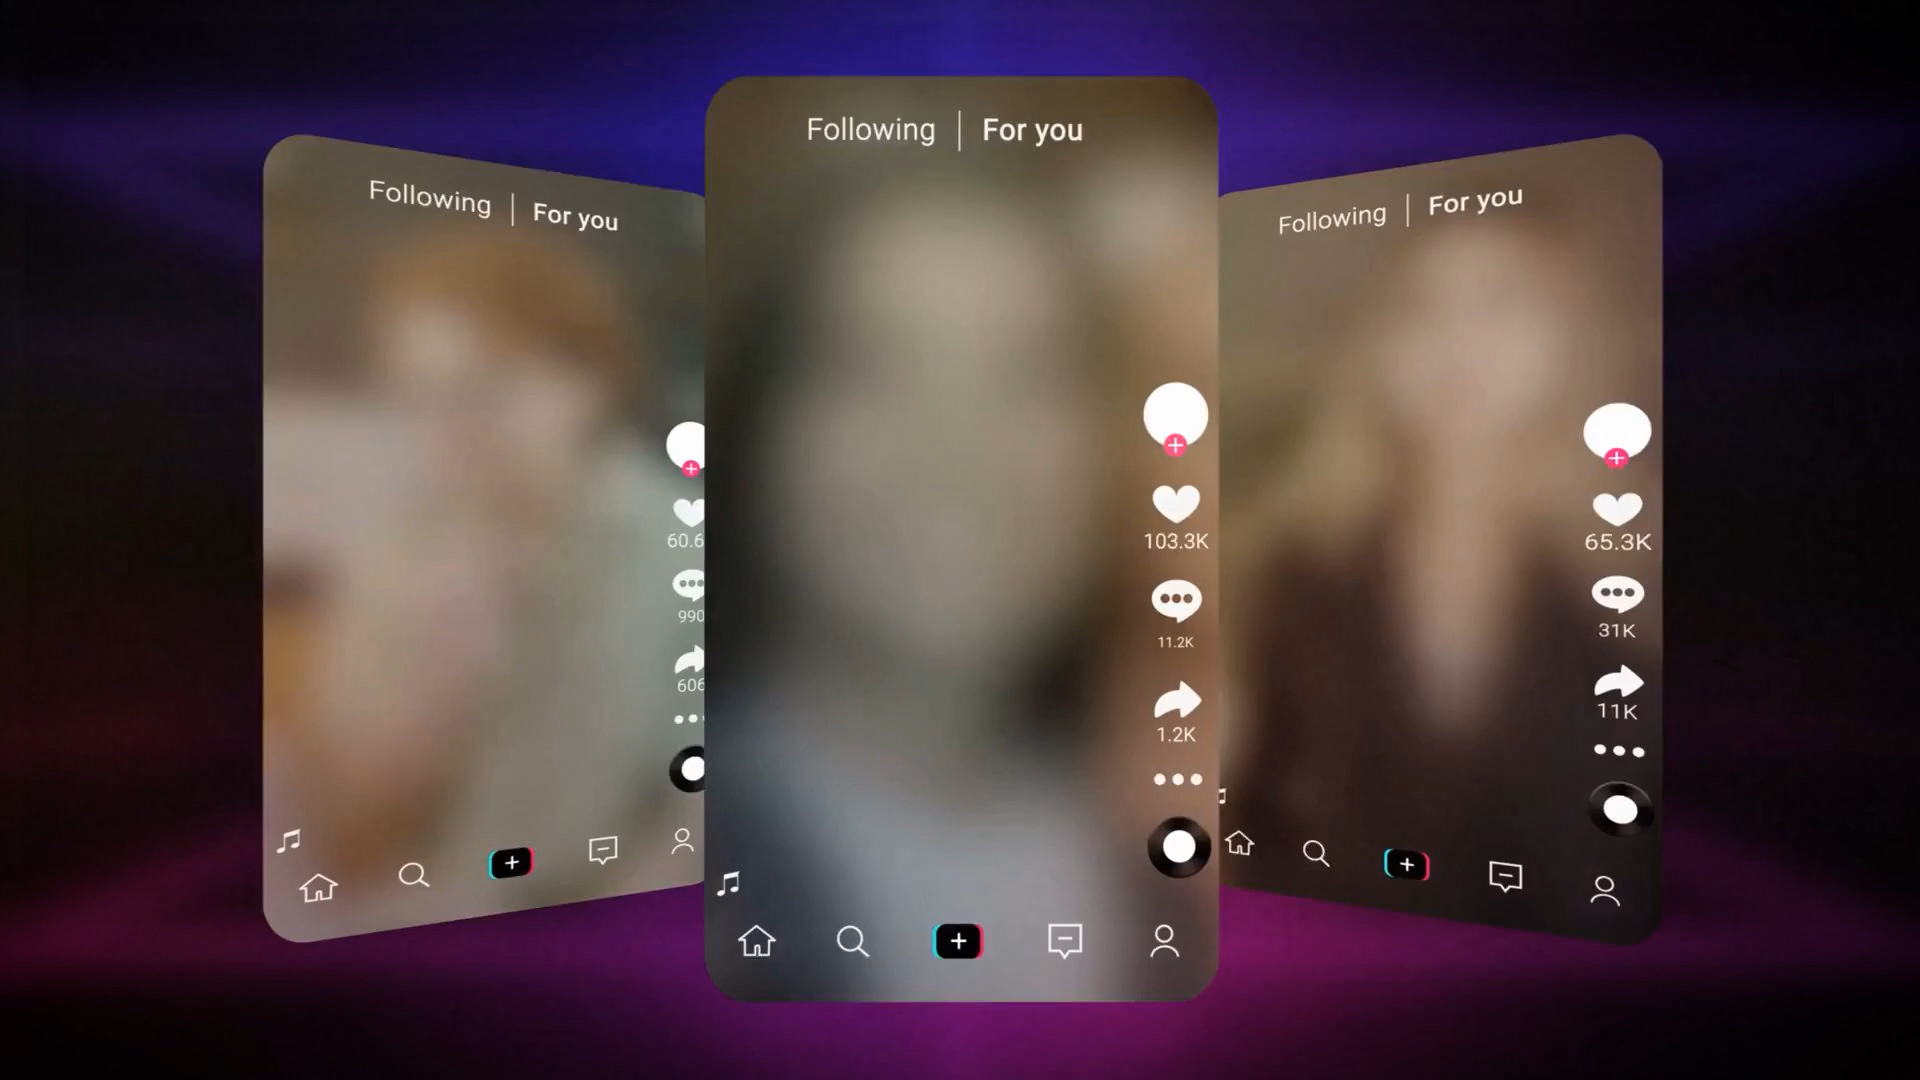 Following | For you
60.6
990
606
Following | For you
103.3K
11.2K
1.2K
Following | For you
65.3K
31K
11K